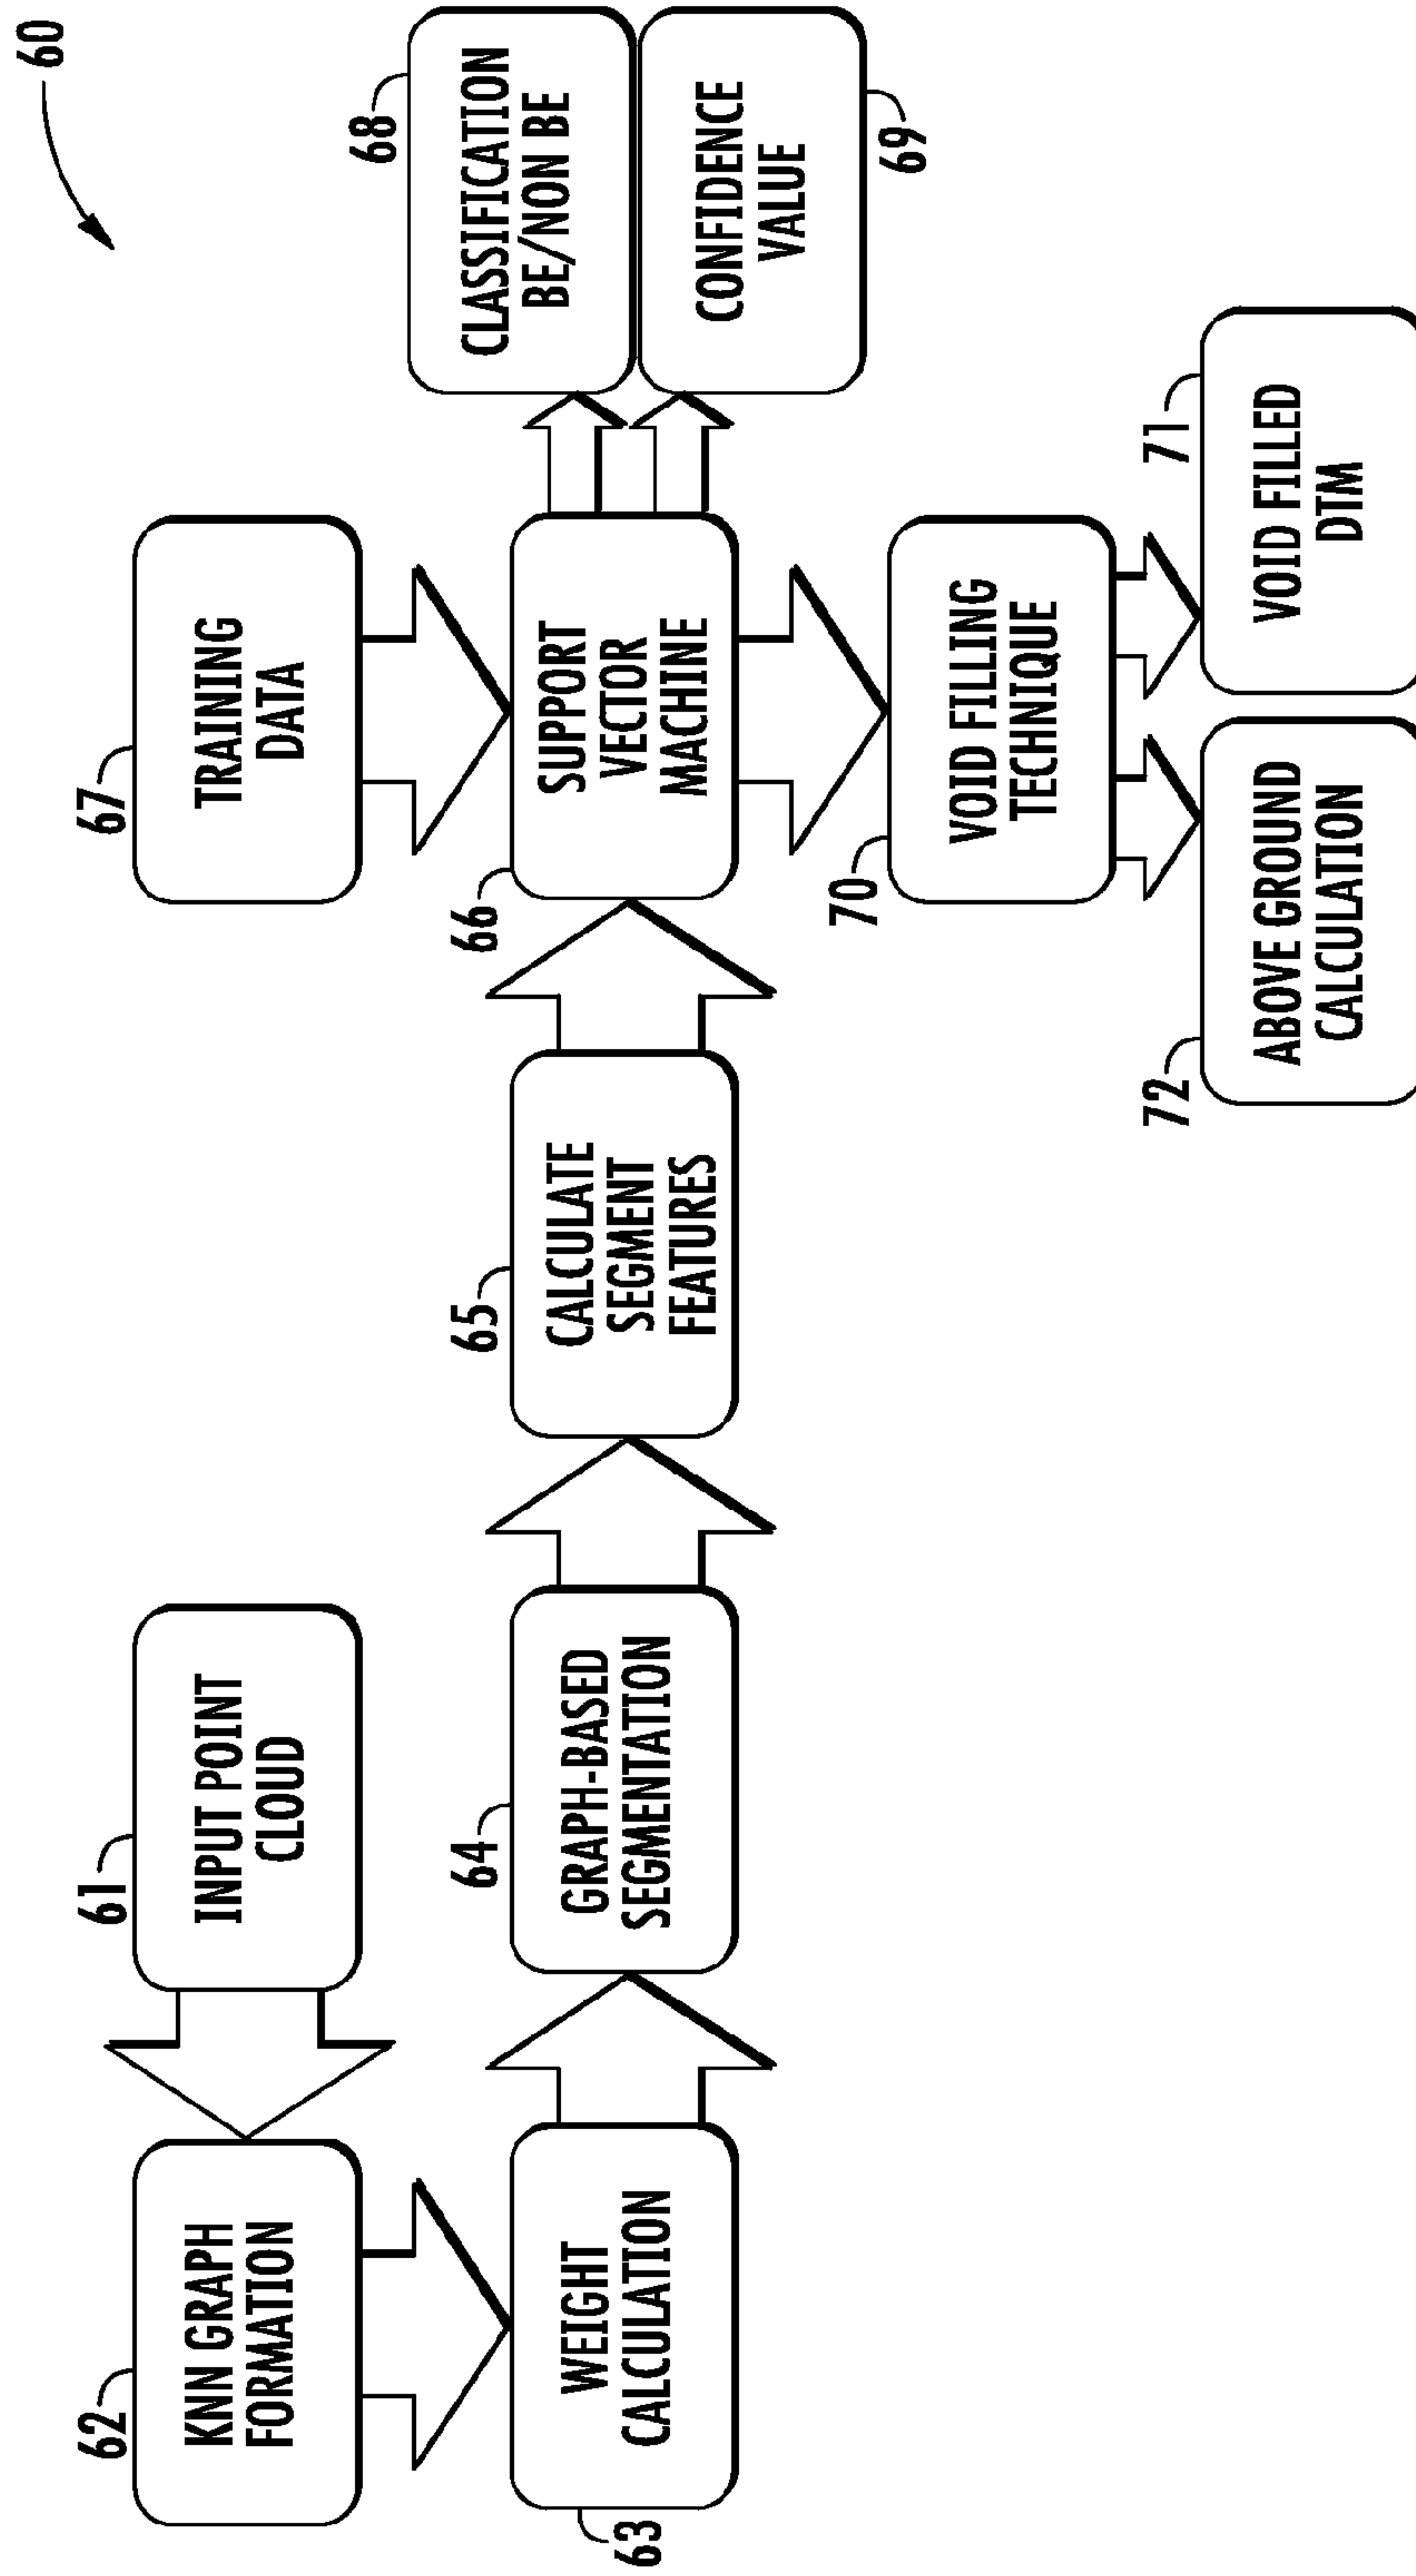 60
61
INPUT POINT
CLOUD
62
KNN GRAPH
FORMATION
63
WEIGHT
CALCULATION
64
GRAPH-BASED
SEGMENTATION
65
CALCULATE
SEGMENT
FEATURES
66
SUPPORT
VECTOR
MACHINE
67
TRAINING
DATA
68
CLASSIFICATION
BE/NON BE
69
CONFIDENCE
VALUE
70
VOID FILLING
TECHNIQUE
72
ABOVE GROUND
CALCULATION
71
VOID FILLED
DTM